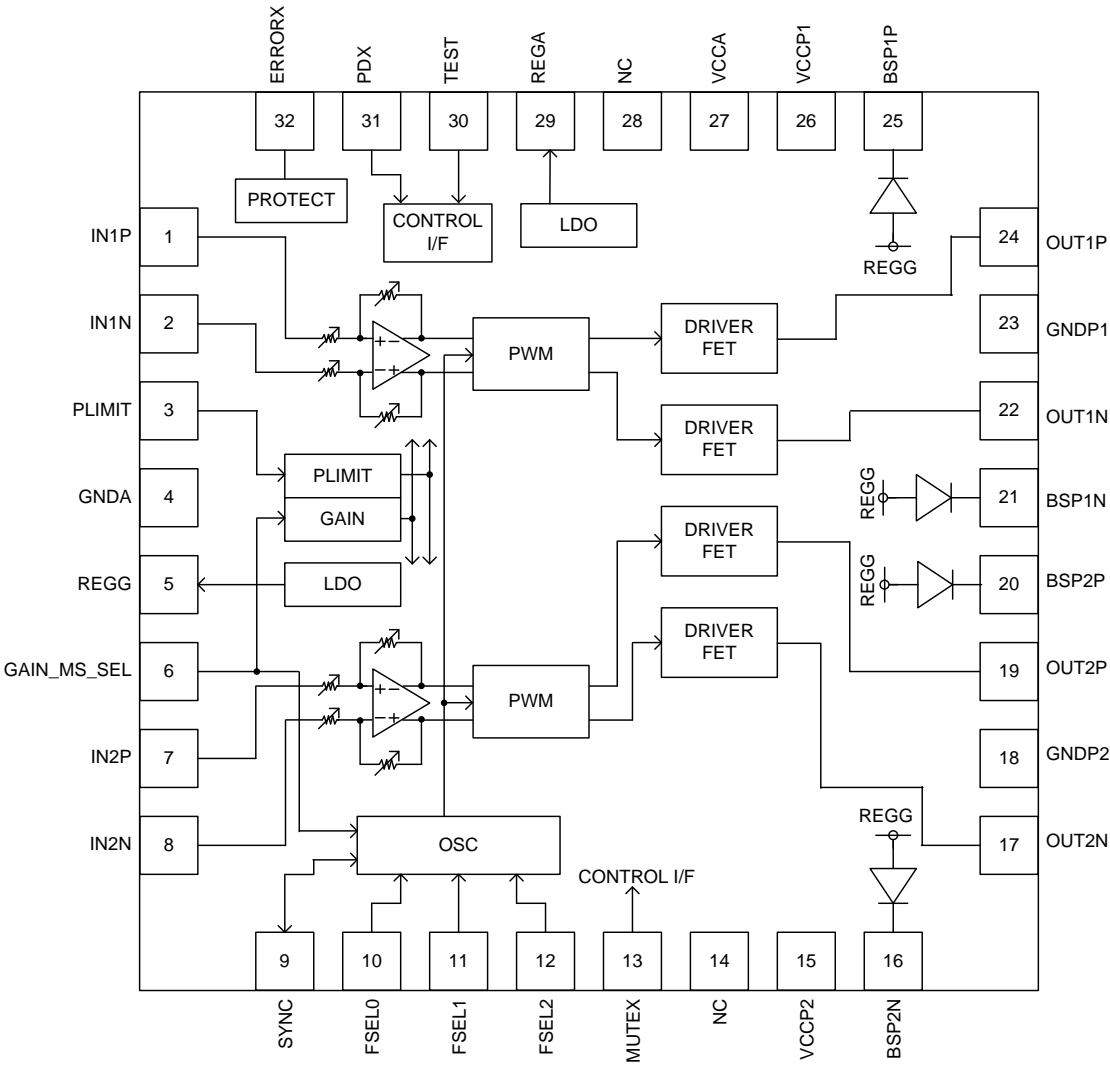 ERRORX
PDX
TEST
REGA
NC
VCCA
VCCP1
BSP1P
32
31
30
29
28
27
26
25
PROTECT
CONTROL
I/F
LDO
REGG
IN1P
1
24
OUT1P
IN1N
2
DRIVER
FET
PWM
23
GNDP1
PLIMIT
3
DRIVER
FET
22
OUT1N
PLIMIT
GNDA
4
GAIN
REGG
21
BSP1N
DRIVER
FET
REGG
5
LDO
REGG
20
BSP2P
DRIVER
FET
GAIN_MS_SEL
6
19
OUT2P
PWM
IN2P
7
18
GNDP2
REGG
IN2N
8
OSC
17
OUT2N
CONTROL I/F
9
10
11
12
13
14
15
16
SYNC
FSEL0
FSEL1
FSEL2
MUTEX
NC
VCCP2
BSP2N